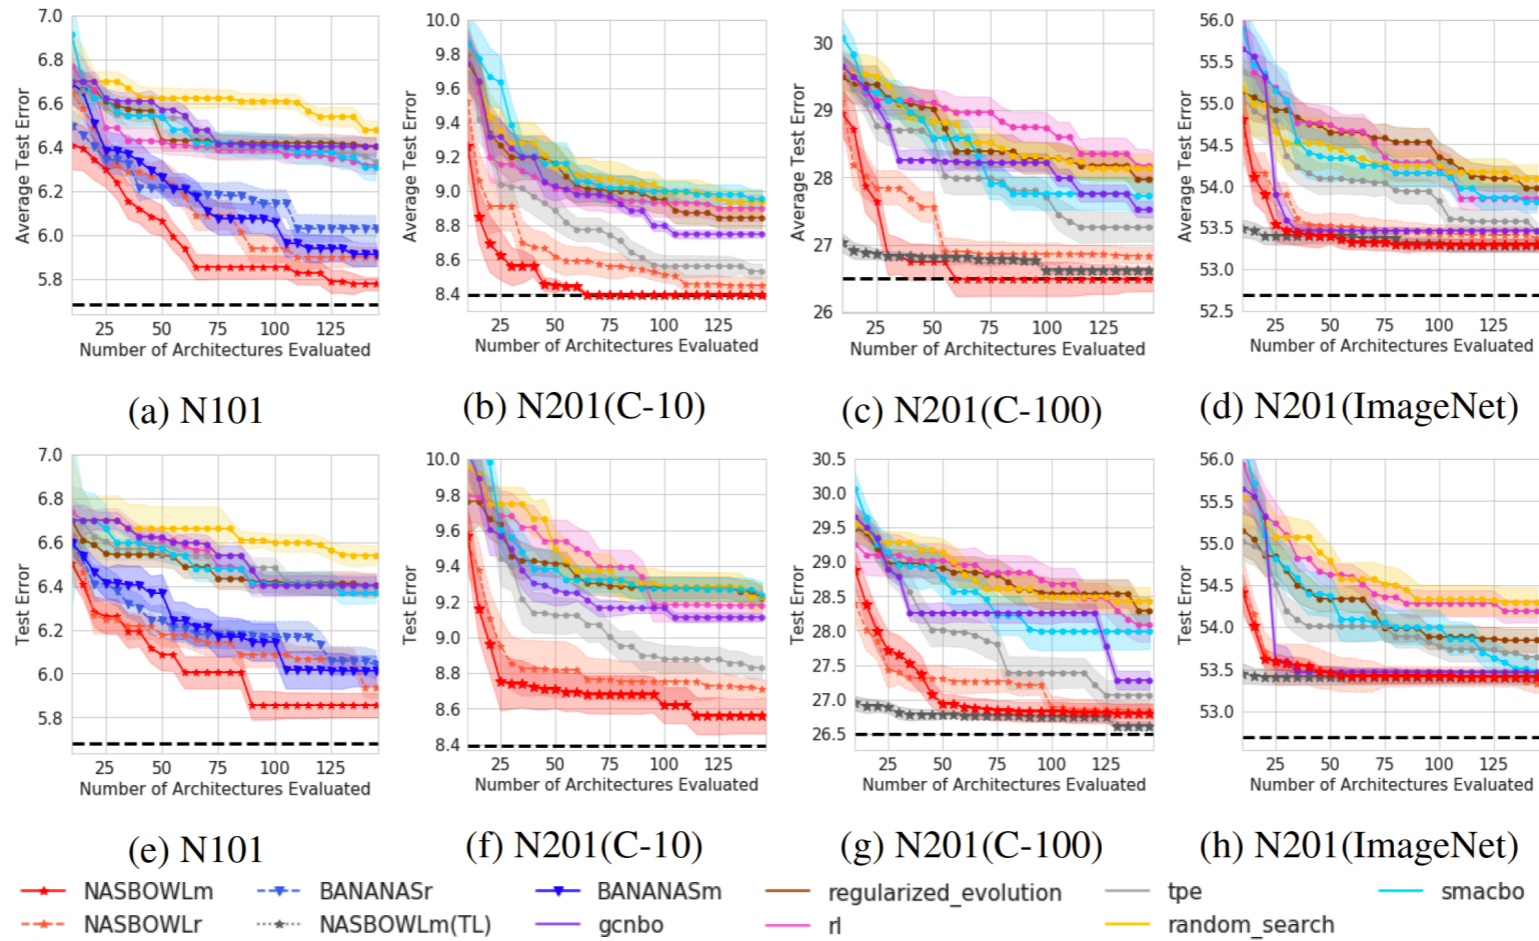 7.0
6.8
6.6
6.4
6.2
6.0
5.8
Average Test Error
25 50 75 100 125
Number of Architectures Evaluated
(a) N101
10.0
9.8
9.6
9.4
9.2
9.0
8.8
8.6
8.4
Average Test Error
25 50 75 100 125
Number of Architectures Evaluated
(b) N201(C-10)
30
29
28
27
26
Average Test Error
25 50 75 100 125
Number of Architectures Evaluated
(c) N201(C-100)
56.0
55.5
55.0
54.5
54.0
53.5
53.0
52.5
Average Test Error
25 50 75 100 125
Number of Architectures Evaluated
(d) N201(ImageNet)
7.0
6.8
6.6
6.4
6.2
6.0
5.8
Test Error
25 50 75 100 125
Number of Architectures Evaluated
(e) N101
10.0
9.8
9.6
9.4
9.2
9.0
8.8
8.6
8.4
Test Error
25 50 75 100 125
Number of Architectures Evaluated
(f) N201(C-10)
30.5
30.0
29.5
29.0
28.5
28.0
27.5
27.0
26.5
Test Error
25 50 75 100 125
Number of Architectures Evaluated
(g) N201(C-100)
56.0
55.5
55.0
54.5
54.0
53.5
53.0
Test Error
25 50 75 100 125
Number of Architectures Evaluated
(h) N201(ImageNet)
NASBOWLm BANANASr BANANASm regularized_evolution tpe smacbo
NASBOWLr NASBOWLm(TL) gcnbo rl random_search